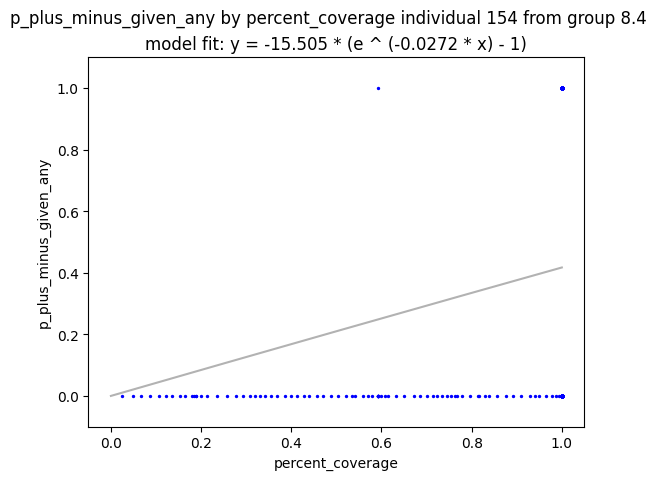 p_plus_minus_given_any by percent_coverage individual 154 from group 8.4
model fit: y = -15.505 * (e ^ (-0.0272 * x) - 1)
1.0
0.8
0.6
0.4
0.2
0.0
p_plus_minus_given_any
0.0 0.2 0.4 0.6 0.8 1.0
percent_coverage